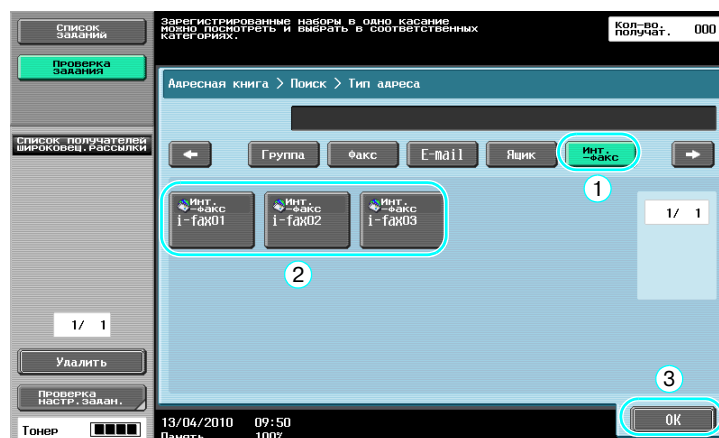 Список
заданий
Зарегистрированные наборы в одно касание
можно посмотреть и выбрать в соответственных
категориях.
Кол-во.
получат. 000
Проверка
задания
Адресная книга > Поиск > Тип адреса
Список получателей
широковещ.рассылки
Группа Факс E-mail Ящик Инт.
-факс
1
Инт.
-факс
i-fax01
Инт.
-факс
i-fax02
Инт.
-факс
i-fax03
1/ 1
2
1/ 1
Удалить
3
Проверка
настр.задан.
OK
Тонер
13/04/2010 09:50
Память 100%